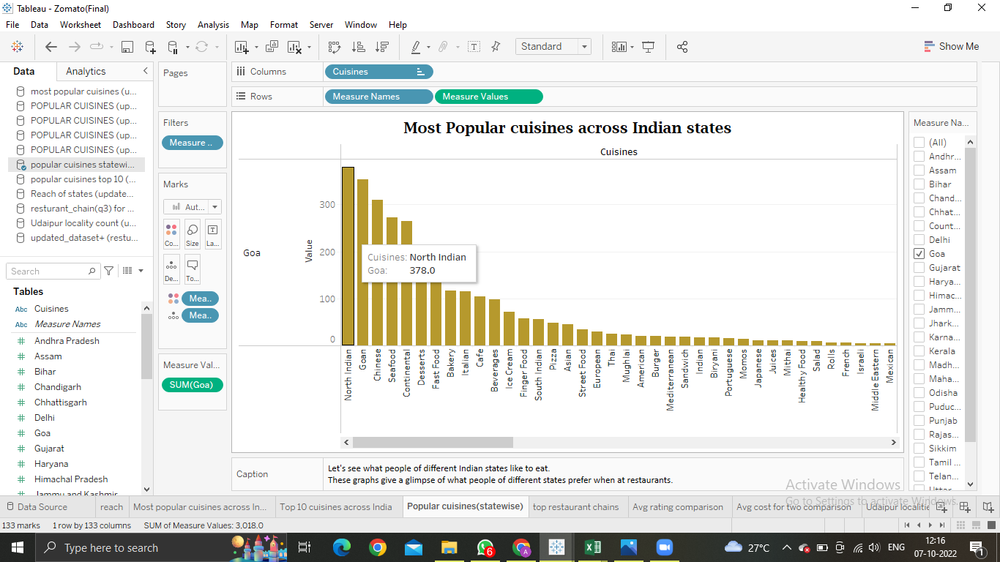 Tableau - Zomato(Final)
File Data Worksheet Dashboard Story Analysis Map Format Server Window Help
Standard
Show Me
Data
Analytics
most popular cuisines (u...
POPULAR CUISINES (up...
POPULAR CUISINES (up...
POPULAR CUISINES (up...
POPULAR CUISINES (up...
popular cuisines statewi...
popular cuisines top 10 (...
Reach of states (update...
resturant_chain(q3) for ...
Udaipur locality count (u...
updated_dataset+ (restu...
Search
Tables
Abc Cuisines
Abc Measure Names
# Andhra Pradesh
# Assam
# Bihar
# Chandigarh
# Chhattisgarh
# Delhi
# Goa
# Gujarat
# Haryana
# Himachal Pradesh
# Jammu and Kashmir
Pages
Filters
Measure ..
Marks
Aut...
Co...
Size
La...
De...
To...
Mea..
Mea..
Measure Val...
SUM(Goa)
Columns
Cuisines
Rows
Measure Names
Measure Values
Most Popular cuisines across Indian states
Cuisines
Goa
Value
300
200
100
0
Cuisines: North Indian
Goa: 378.0
North Indian
Goan
Chinese
Seafood
Continental
Desserts
Fast Food
Bakery
Italian
Cafe
Beverages
Ice Cream
Finger Food
South Indian
Pizza
Asian
Street Food
European
Thai
Mughlai
American
Burger
Mediterranean
Sandwich
Indian
Biryani
Portuguese
Momos
Japanese
Juices
Mithai
Healthy Food
Salad
Rolls
French
Israeli
Middle Eastern
Mexican
Caption
Let's see what people of different Indian states like to eat.
These graphs give a glimpse of what people of different states prefer when at restaurants.
Measure Na...
(All)
Andhr...
Assam
Bihar
Chand...
Chhat...
Count...
Delhi
Goa
Gujarat
Harya...
Himac...
Jamm...
Jhark...
Karna...
Kerala
Madh...
Maha...
Odisha
Puduc...
Punjab
Rajas...
Sikkim
Tamil ...
Telan...
Uttar
Activate Windows
Go to Settings to activate Windows.
Data Source
reach
Most popular cuisines across In...
Top 10 cuisines across India
Popular cuisines(statewise)
top restaurant chains
Avg rating comparison
Avg cost for two comparison
Udaipur localitie
133 marks 1 row by 133 columns SUM of Measure Values: 3,018.0
Type here to search
6
A
27°C
ENG
12:16
07-10-2022
1